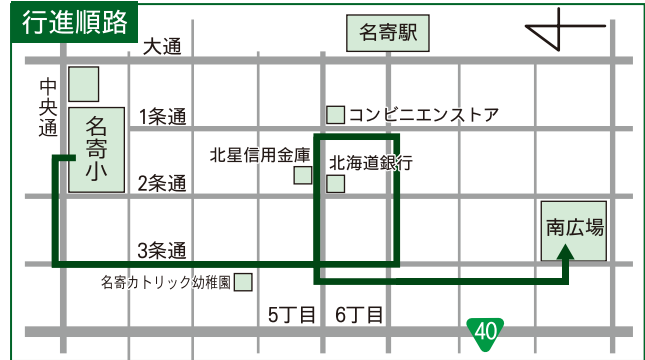 行進順路
名寄駅
大通
中央通
1条通
コンビニエンストア
名寄小
北星信用金庫
北海道銀行
2条通
南広場
3条通
名寄カトリック幼稚園
5丁目
6丁目
40